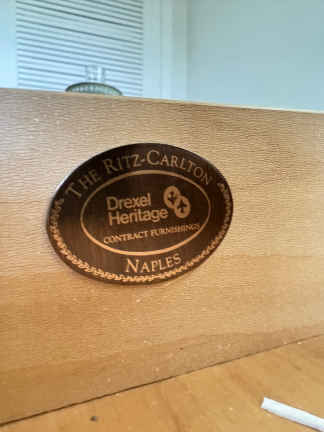 THE RITZ-CARLTON
Drexel
Heritage
CONTRACT FURNISHINGS
NAPLES